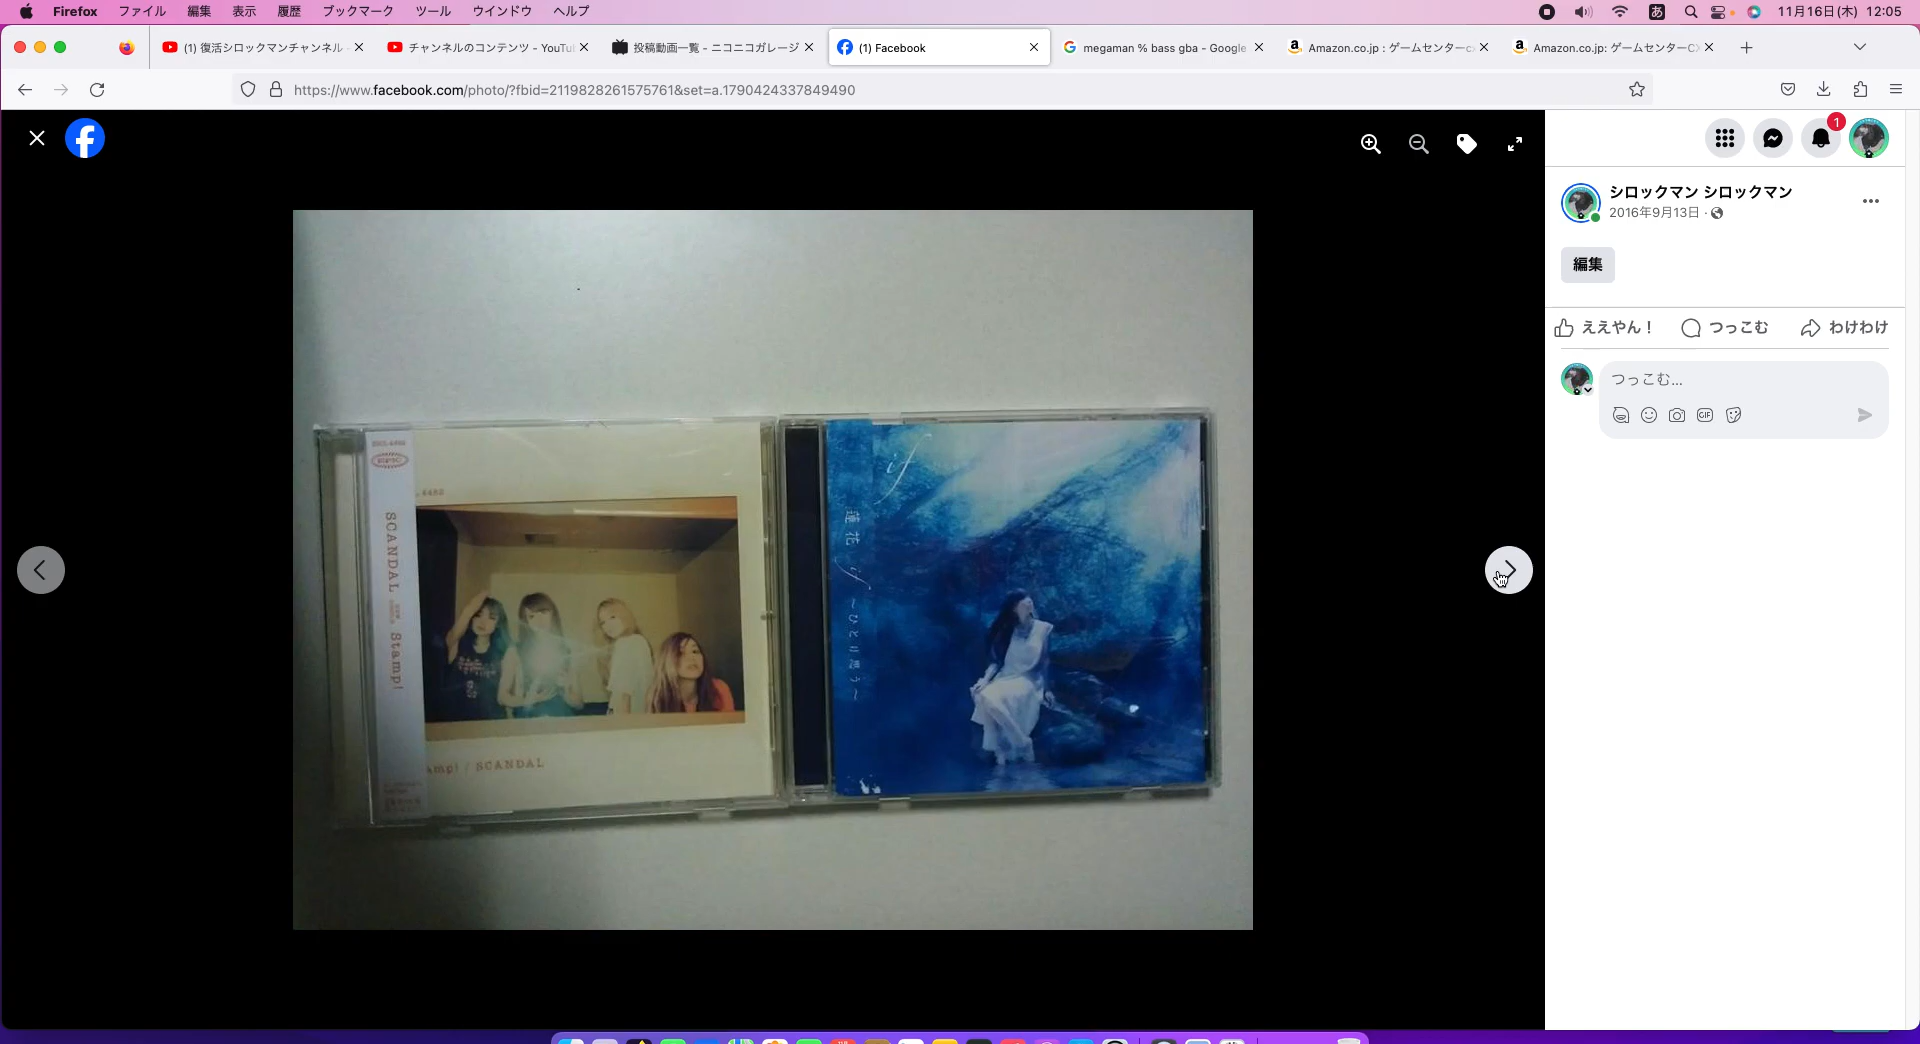 Firefox ファイル 編集 表示 履歴 ブックマーク ツール ウインドウ ヘルプ
あ 11月16日(木) 12:05
(1) 復活シロックマンチャンネル -
チャンネルのコンテンツ - YouTu
投稿動画一覧 - ニコニコガレージ
(1) Facebook
megaman % bass gba - Google
Amazon.co.jp : ゲームセンターc
Amazon.co.jp: ゲームセンターC
https://www.facebook.com/photo/?fbid=2119828261575761&set=a.1790424337849490
1
シロックマン シロックマン
2016年9月13日 ·
編集
ええやん！ つっこむ わけわけ
つっこむ...
GIF
SCANDAL
Stamp!
amp! / SCANDAL
if
蓮花 if ～ひとり思う～